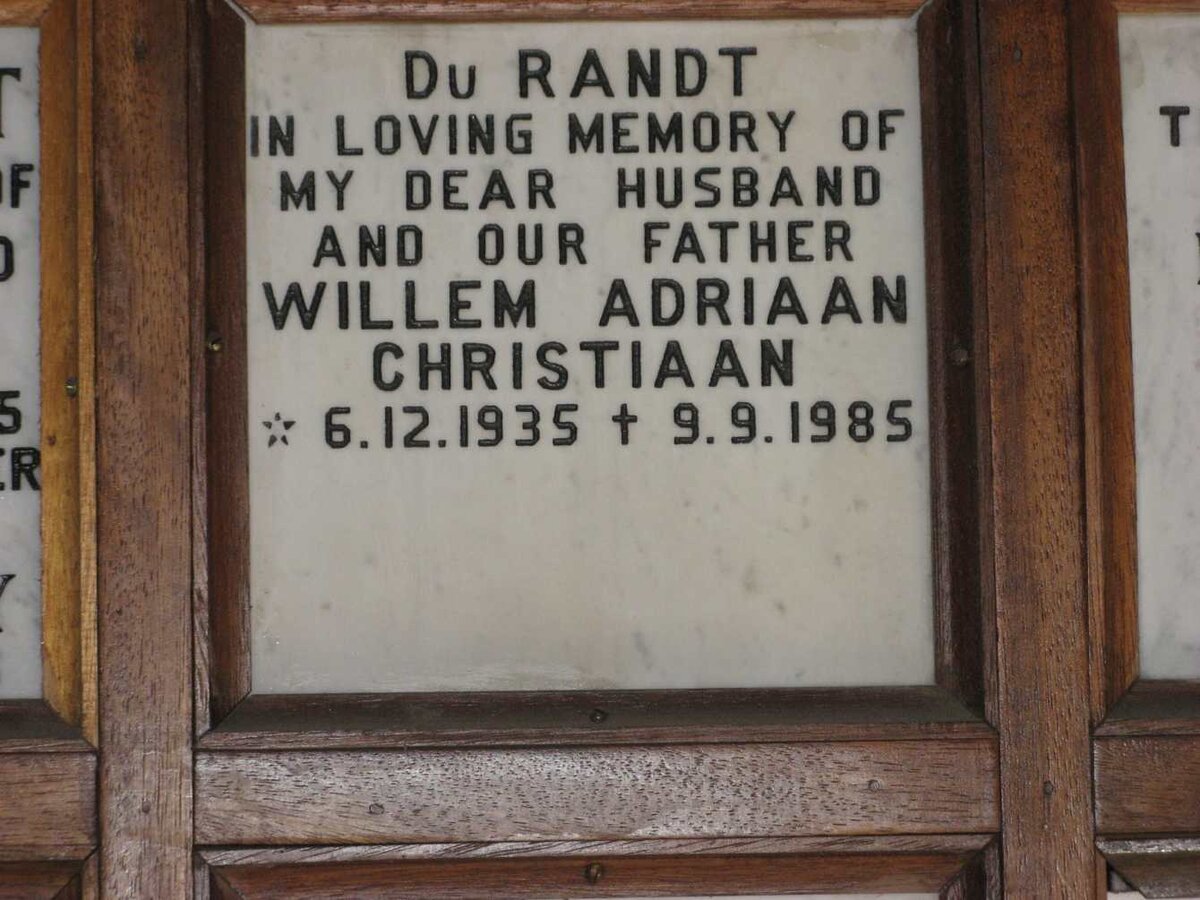 Du RANDT
IN LOVING MEMORY OF
MY DEAR HUSBAND
AND OUR FATHER
WILLEM ADRIAAN
CHRISTIAAN
☆ 6.12.1935 † 9.9.1985